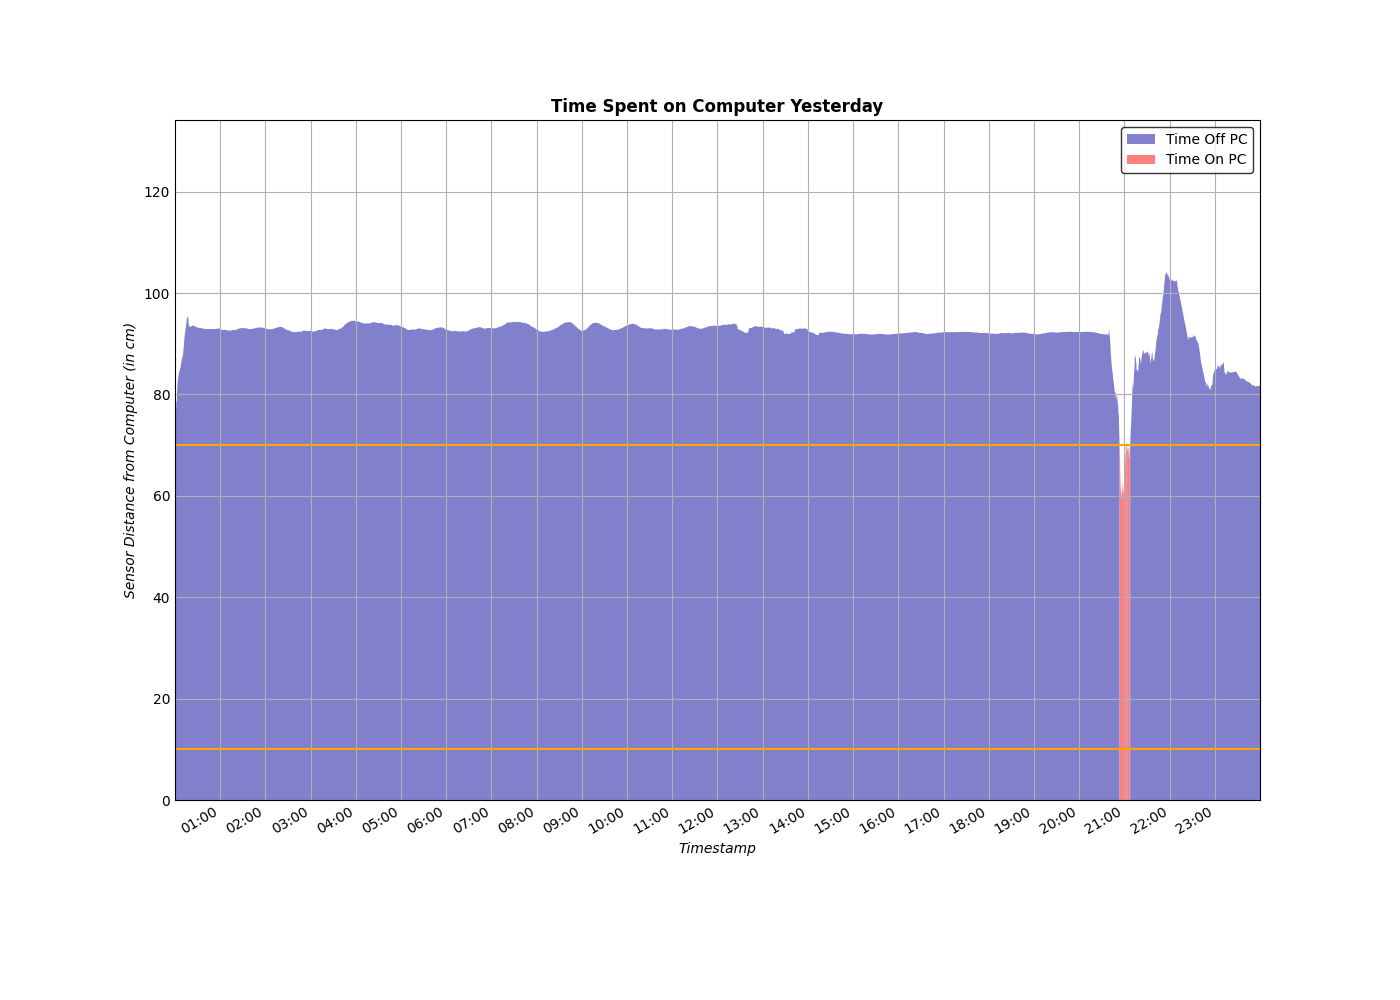 Time Spent on Computer Yesterday
Time Off PC
Time On PC
Sensor Distance from Computer (in cm)
120
100
80
60
40
20
0
01:00 02:00 03:00 04:00 05:00 06:00 07:00 08:00 09:00 10:00 11:00 12:00 13:00 14:00 15:00 16:00 17:00 18:00 19:00 20:00 21:00 22:00 23:00
Timestamp